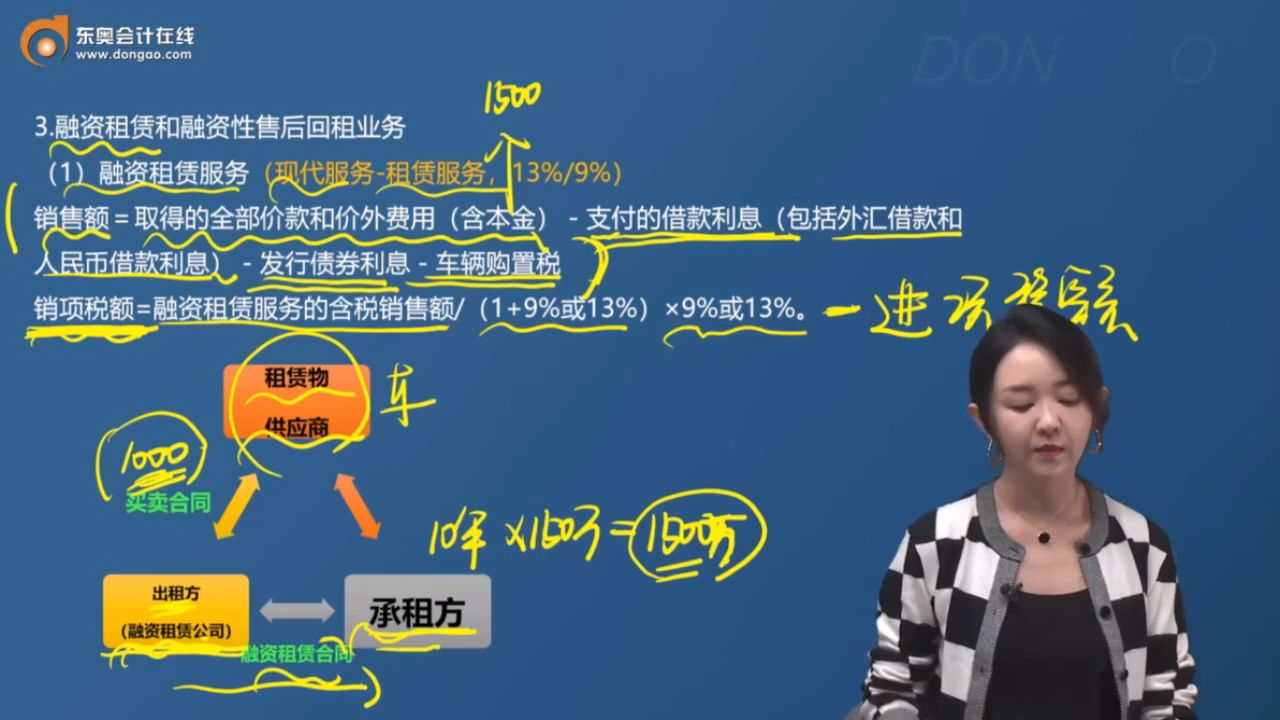 东奥会计在线
www.dongao.com
DON O
1500
3.融资租赁和融资性售后回租业务
（1）融资租赁服务（现代服务-租赁服务，13%/9%）
销售额＝取得的全部价款和价外费用（含本金）－支付的借款利息（包括外汇借款和
人民币借款利息）－发行债券利息－车辆购置税
销项税额=融资租赁服务的含税销售额/（1+9%或13%）×9%或13%。
－进项税额
租赁物
供应商
车
1000
买卖合同
10年×150万=1500万
出租方
（融资租赁公司）
承租方
融资租赁合同